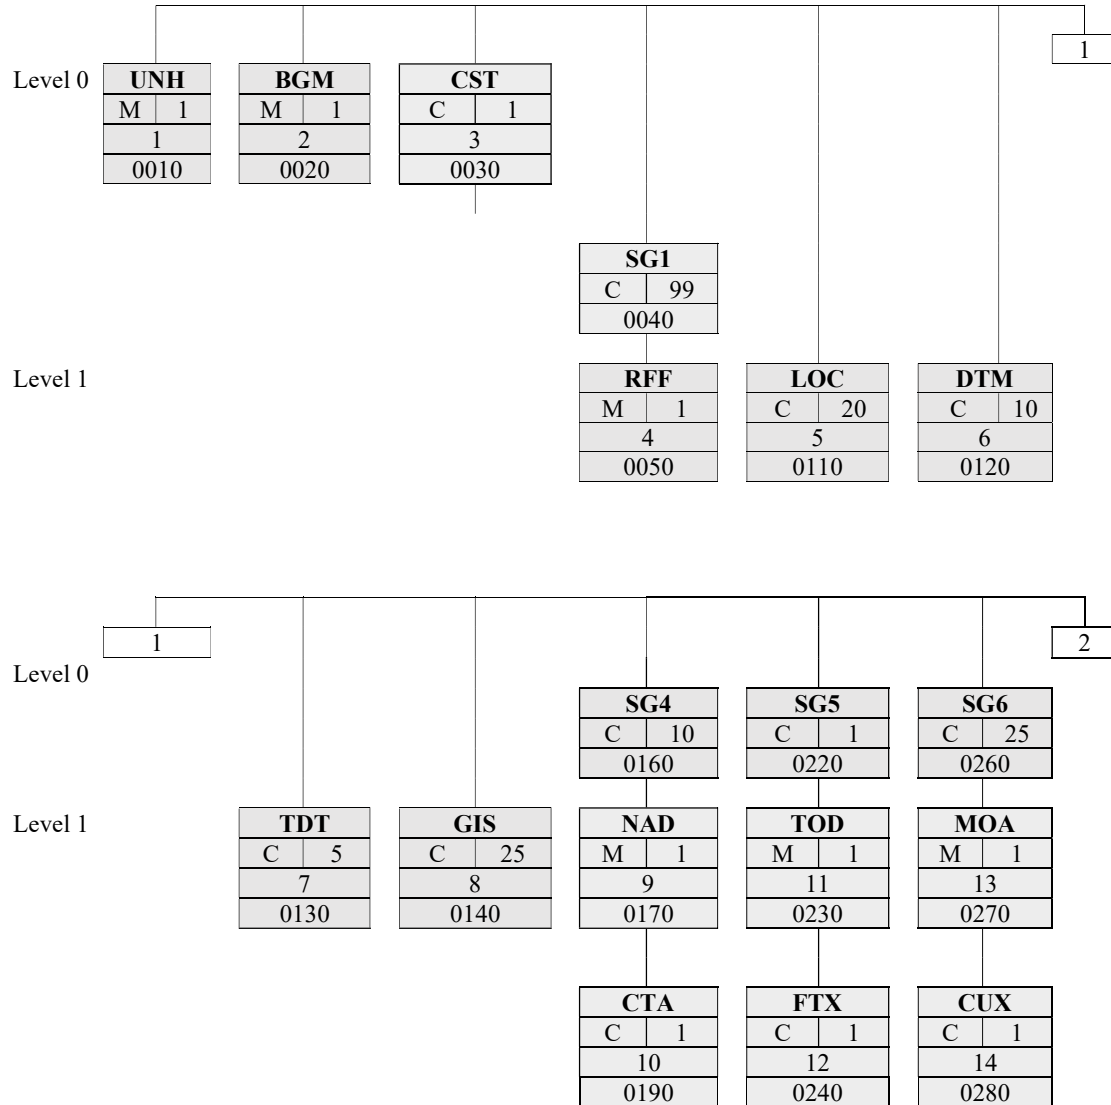 1
Level 0 UNH BGM CST
M 1 M 1 C 1
1 2 3
0010 0020 0030
SG1
C 99
0040
Level 1 RFF LOC DTM
M 1 C 20 C 10
4 5 6
0050 0110 0120
1 2
Level 0
SG4 SG5 SG6
C 10 C 1 C 25
0160 0220 0260
Level 1 TDT GIS NAD TOD MOA
C 5 C 25 M 1 M 1 M 1
7 8 9 11 13
0130 0140 0170 0230 0270
CTA FTX CUX
C 1 C 1 C 1
10 12 14
0190 0240 0280